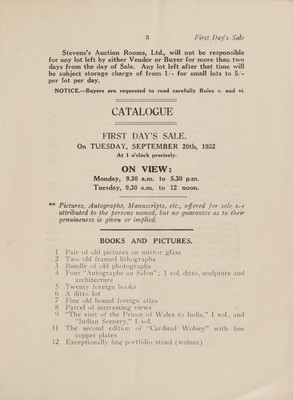 3 First Day's Sale
Stevens's Auction Rooms, Ltd., will not be responsible
for any lot left by either Vendor or Buyer for more than two
days from the day of Sale. Any lot left after that time will
be subject storage charge of from 1/- for small lots to 5/-
per lot per day.
NOTICE.—Buyers are requested to read carefully Rules v. and vi.
CATALOGUE
FIRST DAY'S SALE.
On TUESDAY, SEPTEMBER 20th, 1932
At 1 o'clock precisely.
ON VIEW:
Monday, 9.30 a.m. to 5.30 p.m.
Tuesday, 9.30 a.m. to 12 noon.
** Pictures, Autographs, Manuscripts, etc., offered for sale are
attributed to the persons named, but no guarantee as to their
genuineness is given or implied.
BOOKS AND PICTURES.
1 Pair of old pictures on mirror glass
2 Two old framed lithographs
3 Bundle of old photographs
4 Four "Autographe au Salon"; 1 vol. ditto, sculpture and
architecture
5 Twenty foreign books
6 A ditto lot
7 Fine old bound foreign atlas
8 Parcel of interesting views
9 "The visit of the Prince of Wales to India," 1 vol., and
"Indian Scenery," 1 vol.
11 The second edition of "Cardinal Wolsey" with fine
copper plates
12 Exceptionally fine portfolio stand (walnut)